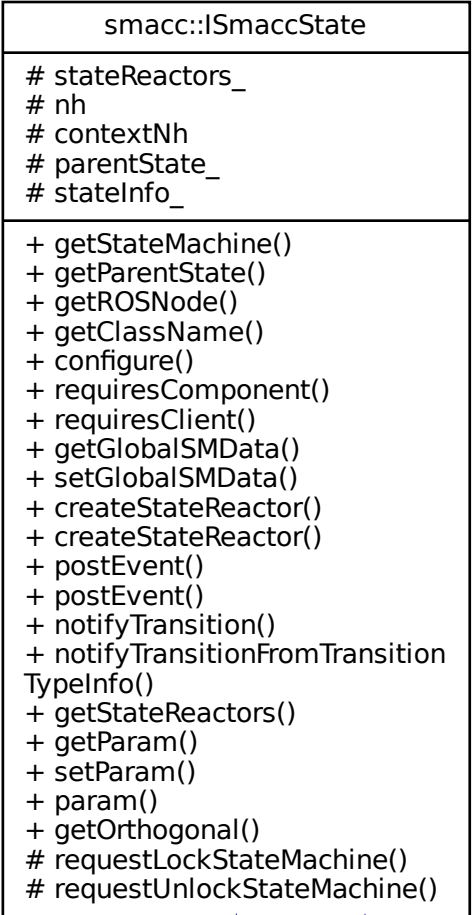 smacc::ISmaccState
# stateReactors_
# nh
# contextNh
# parentState_
# stateInfo_
+ getStateMachine()
+ getParentState()
+ getROSNode()
+ getClassName()
+ configure()
+ requiresComponent()
+ requiresClient()
+ getGlobalSMData()
+ setGlobalSMData()
+ createStateReactor()
+ createStateReactor()
+ postEvent()
+ postEvent()
+ notifyTransition()
+ notifyTransitionFromTransition
TypeInfo()
+ getStateReactors()
+ getParam()
+ setParam()
+ param()
+ getOrthogonal()
# requestLockStateMachine()
# requestUnlockStateMachine()